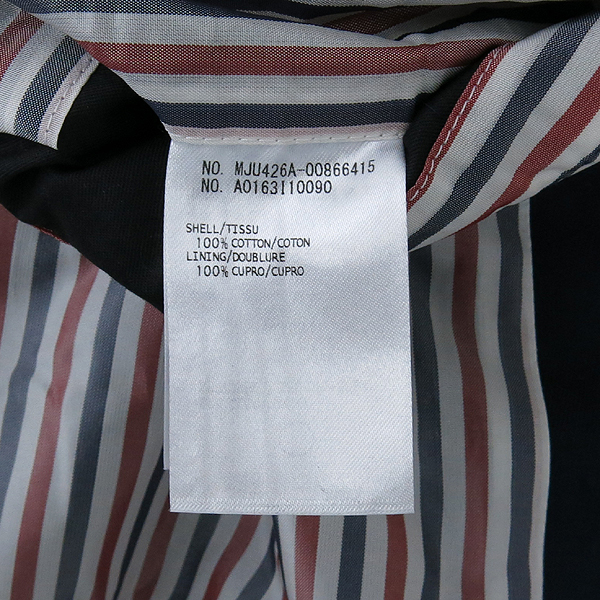 NO. MJU426A-00866415
NO. A0163110090
SHELL/TISSU
100% COTTON/COTON
LINING/DOUBLURE
100% CUPRO/CUPRO